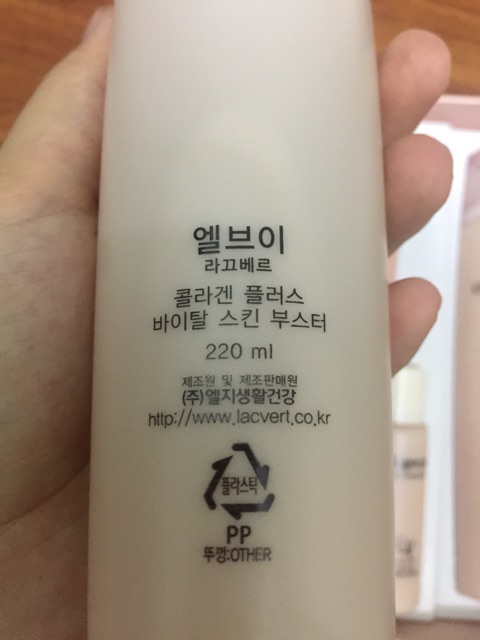 엘브이
라끄베르
콜라겐 플러스
바이탈 스킨 부스터
220 ml
제조원 및 제조판매원
(주)엘지생활건강
http://www.lacvert.co.kr
플라스틱
PP
뚜껑:OTHER